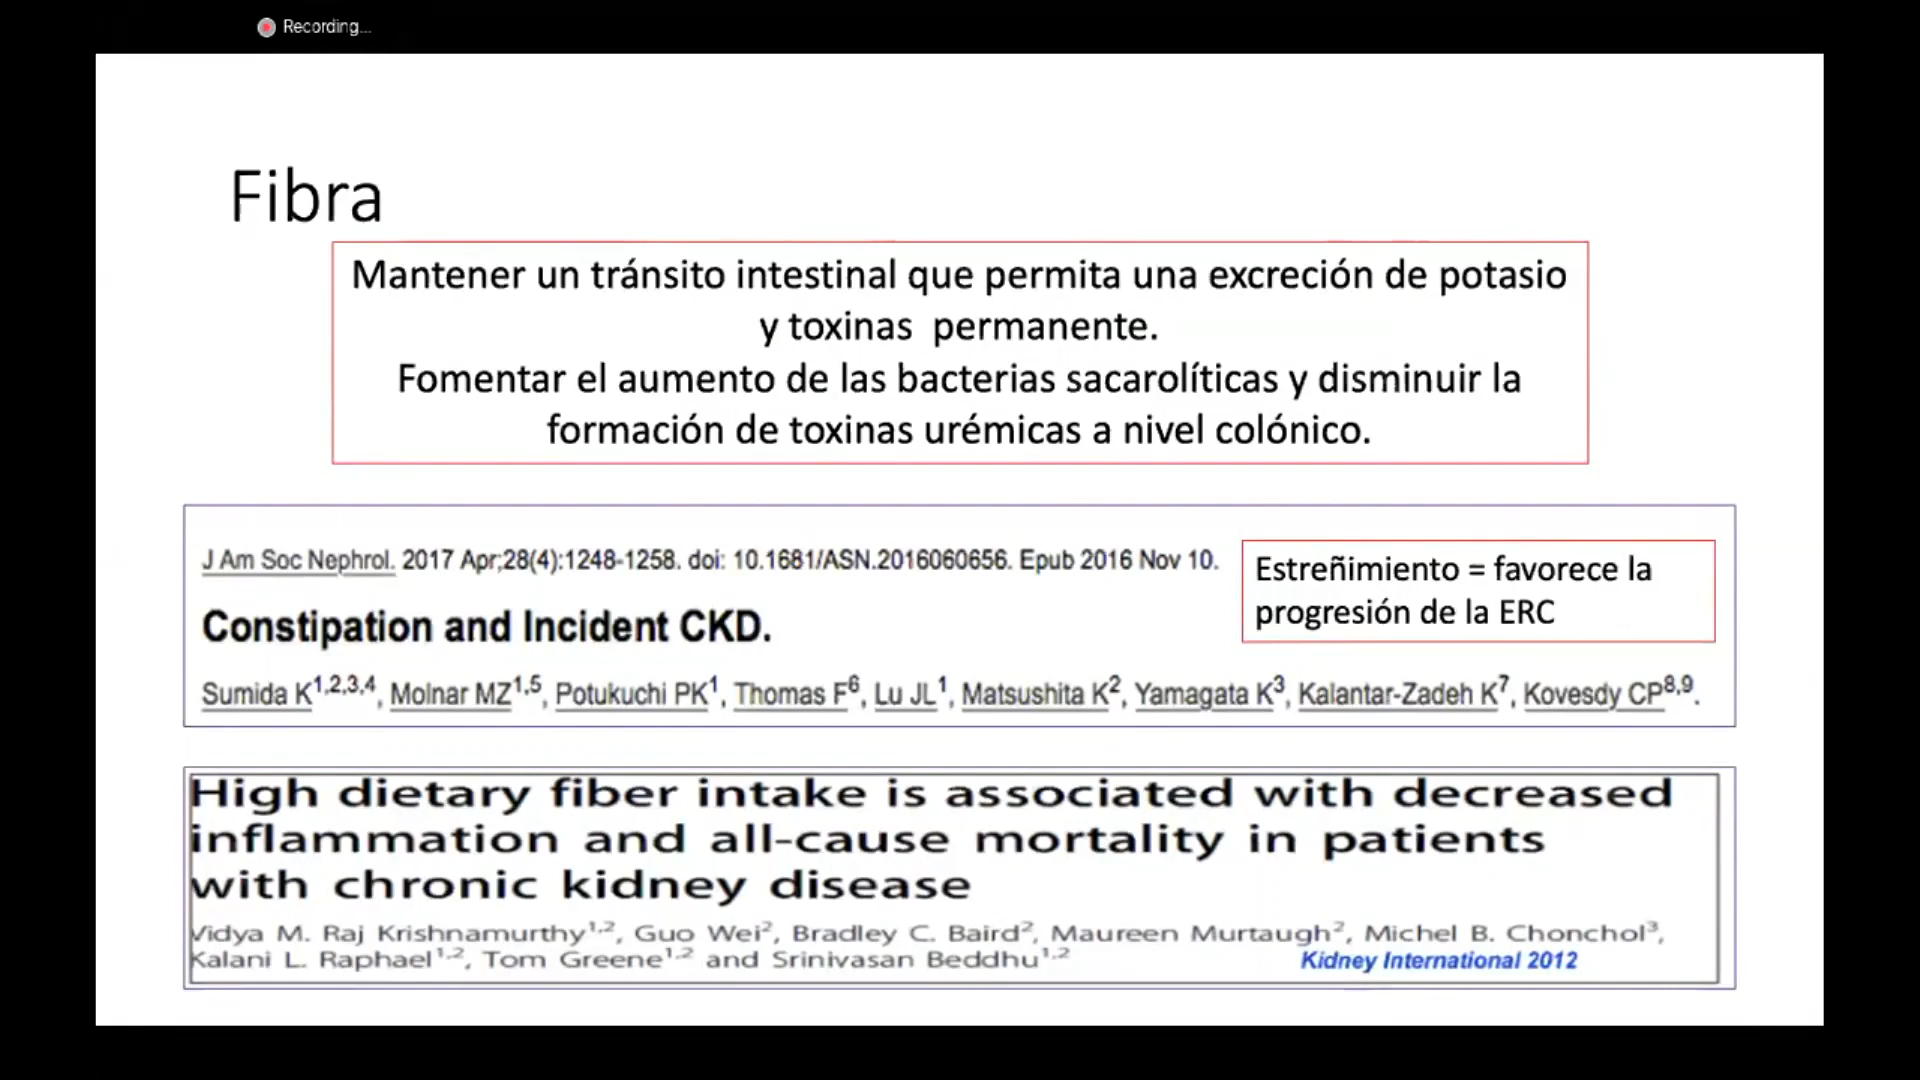 Recording...
Fibra
Mantener un tránsito intestinal que permita una excreción de potasio
y toxinas permanente.
Fomentar el aumento de las bacterias sacarolíticas y disminuir la
formación de toxinas urémicas a nivel colónico.
J Am Soc Nephrol. 2017 Apr;28(4):1248-1258. doi: 10.1681/ASN.2016060656. Epub 2016 Nov 10.
Estreñimiento = favorece la
progresión de la ERC
Constipation and Incident CKD.
Sumida K1,2,3,4, Molnar MZ1,5, Potukuchi PK1, Thomas F6, Lu JL1, Matsushita K2, Yamagata K3, Kalantar-Zadeh K7, Kovesdy CP8,9.
High dietary fiber intake is associated with decreased
inflammation and all-cause mortality in patients
with chronic kidney disease
Vidya M. Raj Krishnamurthy1,2, Guo Wei2, Bradley C. Baird2, Maureen Murtaugh2, Michel B. Chonchol3,
Kalani L. Raphael1,2, Tom Greene1,2 and Srinivasan Beddhu1,2
Kidney International 2012